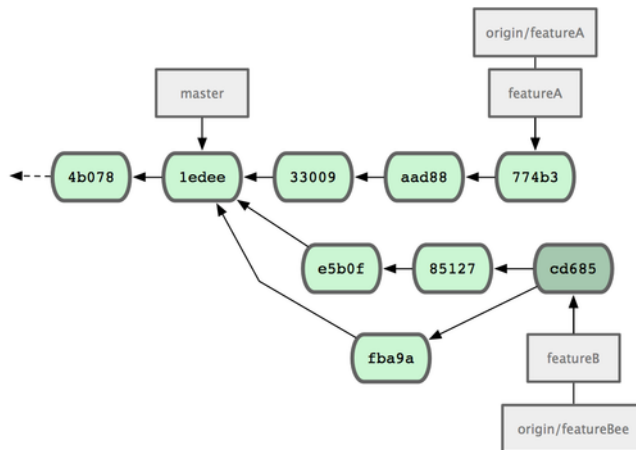 origin/featureA
master
featureA
4b078
1edee
33009
aad88
774b3
e5b0f
85127
cd685
fba9a
featureB
origin/featureBee